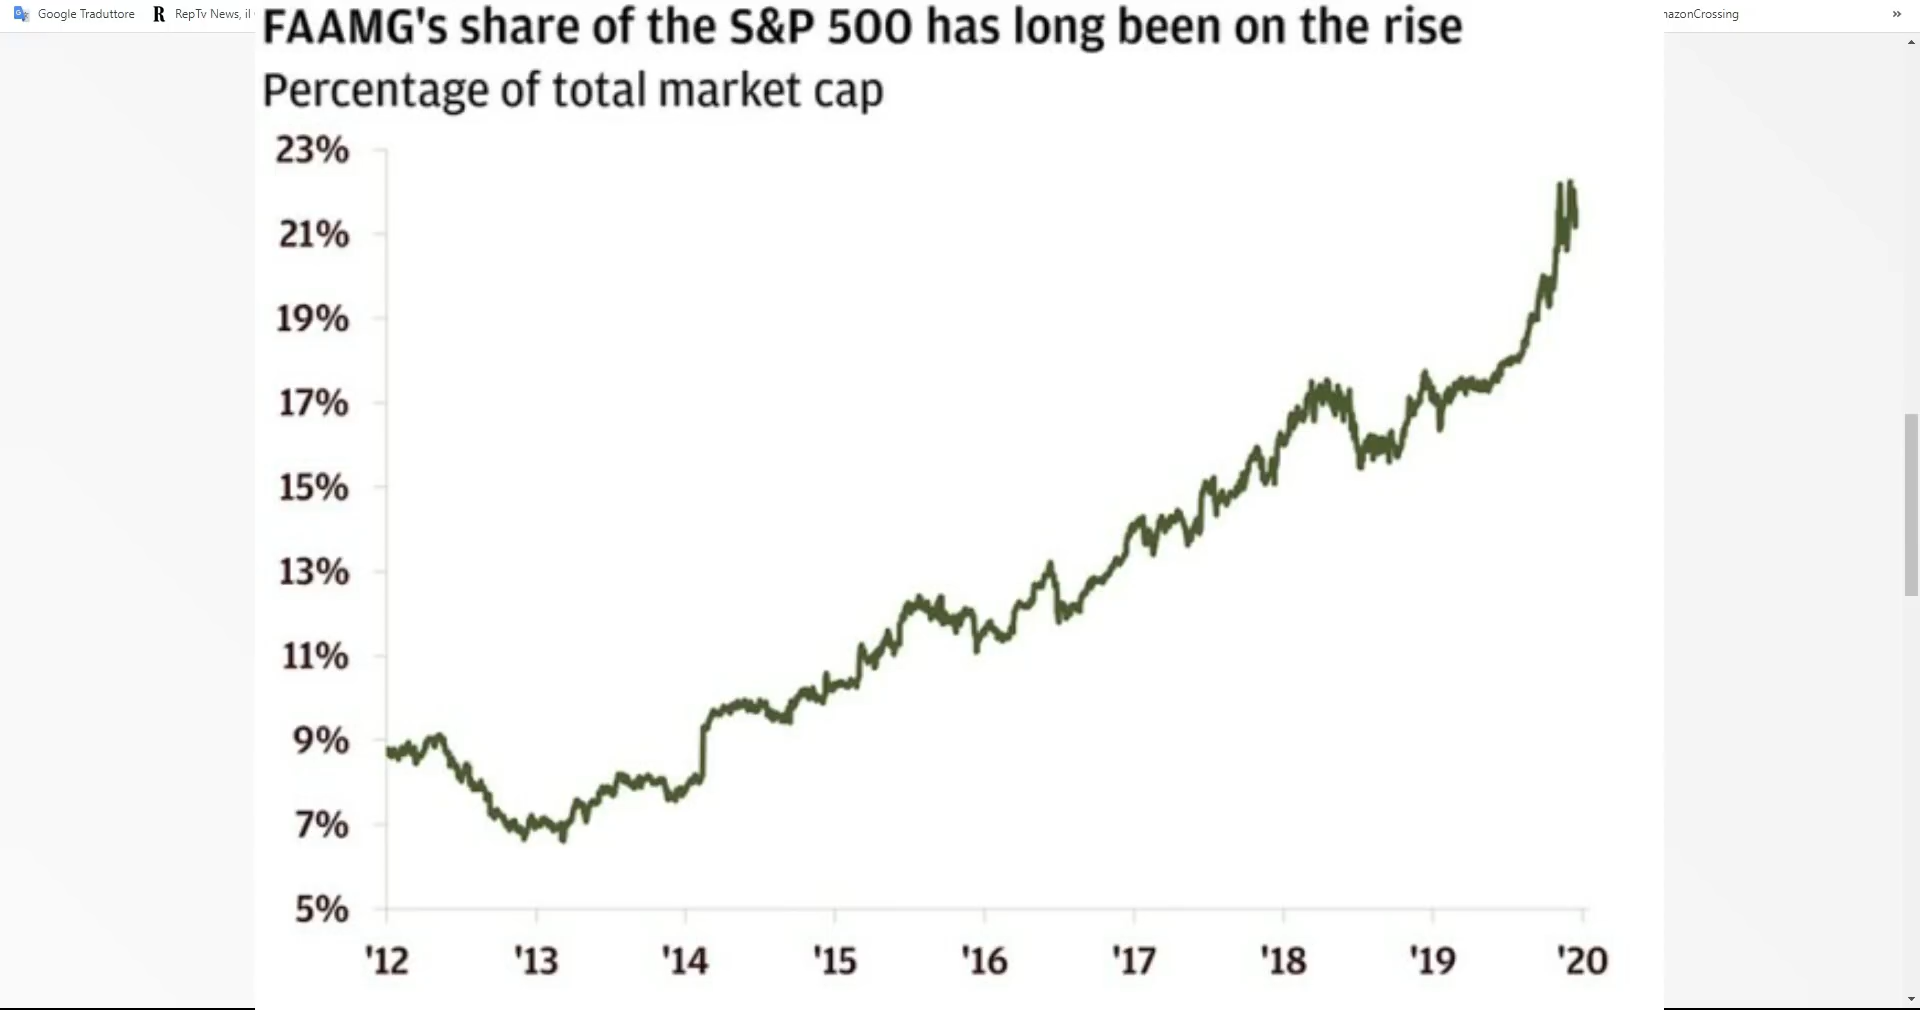 Google Traduttore
R RepTv News, il
FAAMG's share of the S&P 500 has long been on the rise
Percentage of total market cap
23%
21%
19%
17%
15%
13%
11%
9%
7%
5%
'12 '13 '14 '15 '16 '17 '18 '19 '20